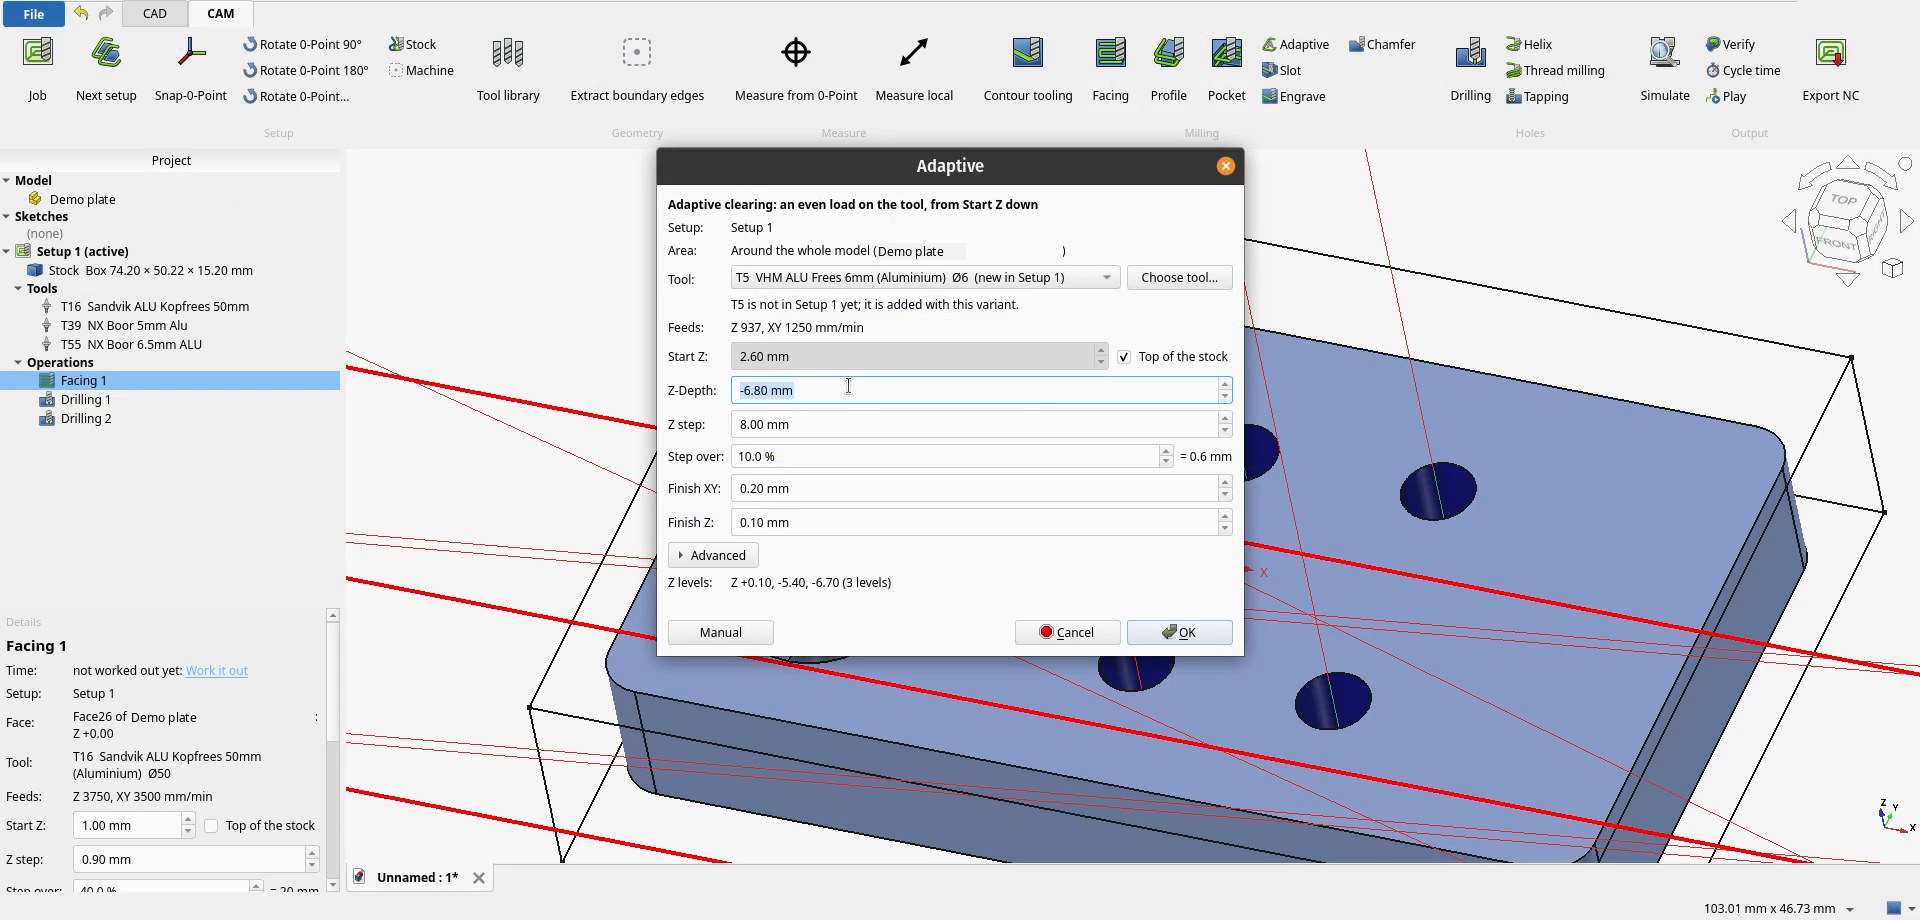 File
CAD
CAM
Rotate 0-Point 90°
Stock
Adaptive
Chamfer
Helix
Verify
Rotate 0-Point 180°
Machine
Slot
Thread milling
Cycle time
Job
Next setup
Snap-0-Point
Rotate 0-Point...
Tool library
Extract boundary edges
Measure from 0-Point
Measure local
Contour tooling
Facing
Profile
Pocket
Engrave
Drilling
Tapping
Simulate
Play
Export NC
Setup
Geometry
Measure
Milling
Holes
Output
Project
Model
Demo plate
Sketches
(none)
Setup 1 (active)
Stock Box 74.20 × 50.22 × 15.20 mm
Tools
T16 Sandvik ALU Kopfrees 50mm
T39 NX Boor 5mm Alu
T55 NX Boor 6.5mm ALU
Operations
Facing 1
Drilling 1
Drilling 2
Details
Facing 1
Time: not worked out yet: Work it out
Setup: Setup 1
Face: Face26 of Demo plate :
Z +0.00
Tool: T16 Sandvik ALU Kopfrees 50mm
(Aluminium) Ø50
Feeds: Z 3750, XY 3500 mm/min
Start Z: 1.00 mm Top of the stock
Z step: 0.90 mm
Step over: 40.0 % = 20 mm
Adaptive
Adaptive clearing: an even load on the tool, from Start Z down
Setup: Setup 1
Area: Around the whole model (Demo plate )
Tool: T5 VHM ALU Frees 6mm (Aluminium) Ø6 (new in Setup 1) Choose tool...
T5 is not in Setup 1 yet; it is added with this variant.
Feeds: Z 937, XY 1250 mm/min
Start Z: 2.60 mm Top of the stock
Z-Depth: -6.80 mm
Z step: 8.00 mm
Step over: 10.0 % = 0.6 mm
Finish XY: 0.20 mm
Finish Z: 0.10 mm
Advanced
Z levels: Z +0.10, -5.40, -6.70 (3 levels)
Manual
Cancel
OK
TOP
FRONT
RIGHT
X
Z
Y
X
Unnamed : 1*
103.01 mm x 46.73 mm